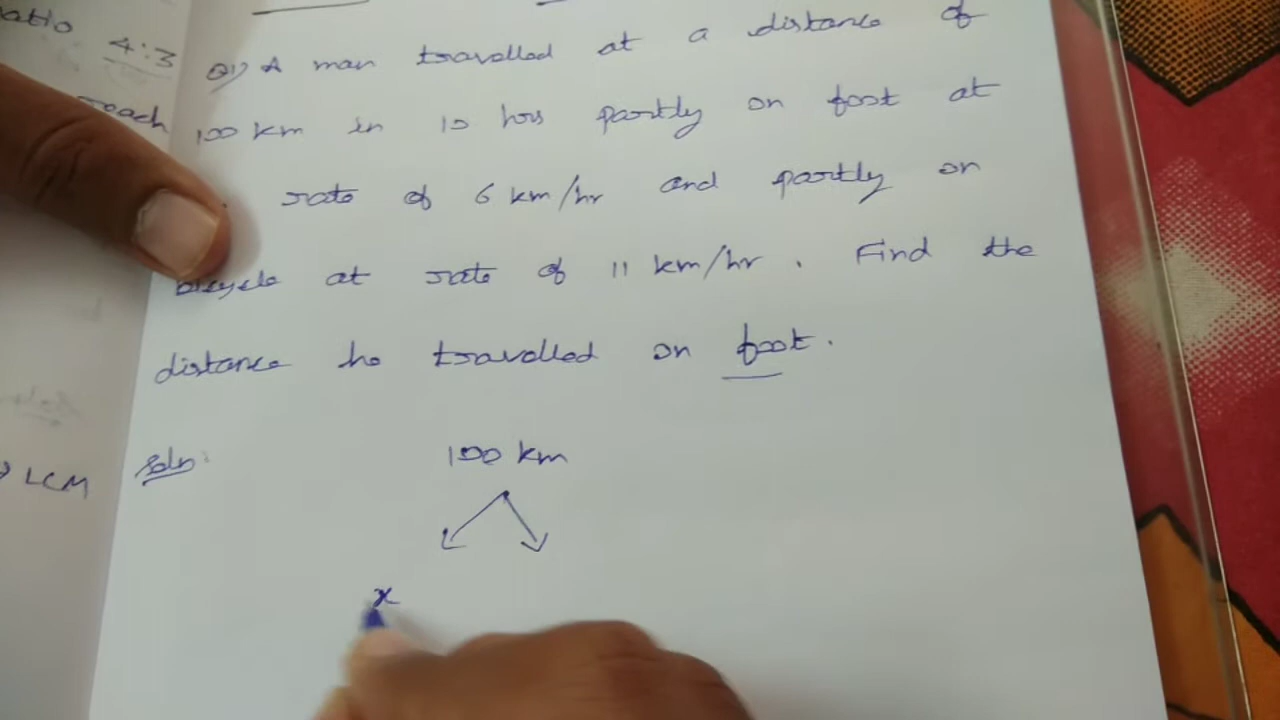 4:3
Q1) A man travelled at a distance of
100 km in 10 hrs partly on foot at
rate of 6 km/hr and partly on
bicycle at rate of 11 km/hr. Find the
distance he travelled on foot.
LCM
Soln:
100 km
x